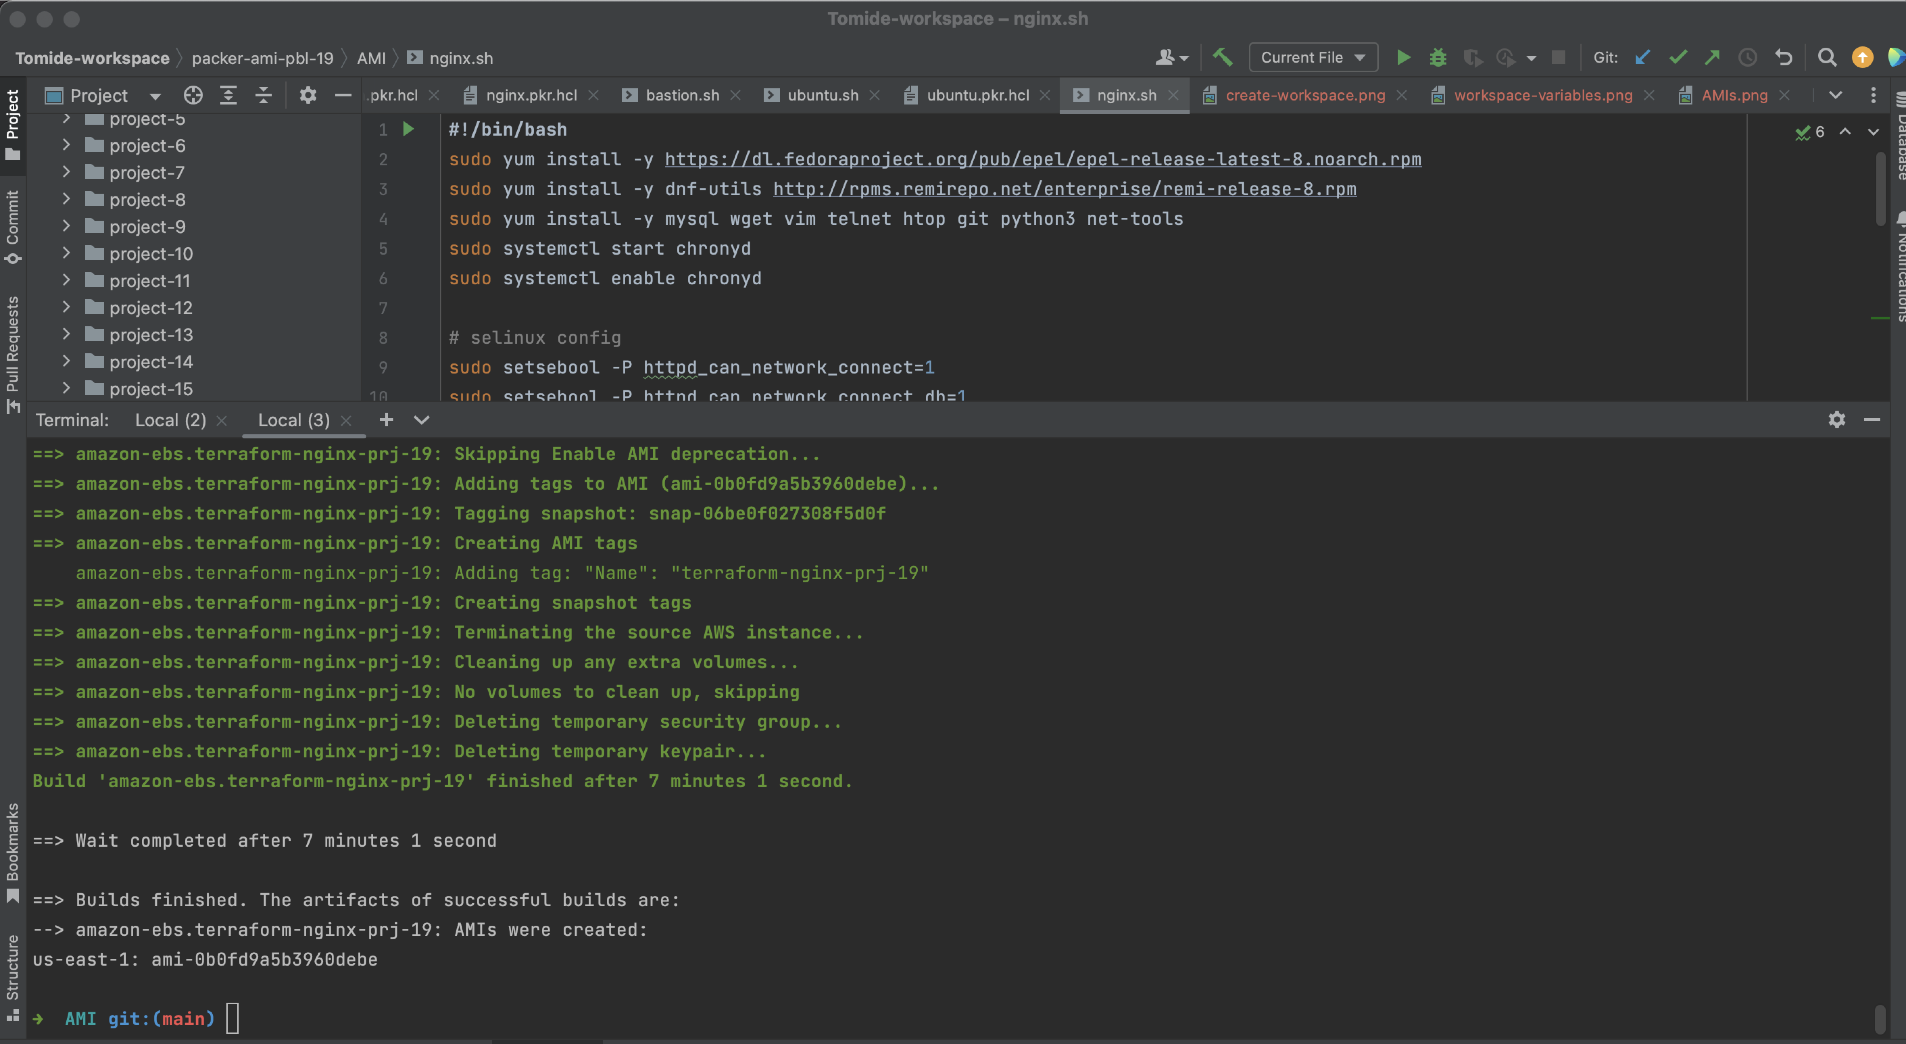 Tomide-workspace – nginx.sh
Tomide-workspace packer-ami-pbl-19 AMI nginx.sh
Current File
Git:
Project
.pkr.hcl
nginx.pkr.hcl
bastion.sh
ubuntu.sh
ubuntu.pkr.hcl
nginx.sh
create-workspace.png
workspace-variables.png
AMIs.png
Project
Commit
Pull Requests
Bookmarks
Structure
Database
Notifications
project-5
project-6
project-7
project-8
project-9
project-10
project-11
project-12
project-13
project-14
project-15
6
1 #!/bin/bash
2 sudo yum install -y https://dl.fedoraproject.org/pub/epel/epel-release-latest-8.noarch.rpm
3 sudo yum install -y dnf-utils http://rpms.remirepo.net/enterprise/remi-release-8.rpm
4 sudo yum install -y mysql wget vim telnet htop git python3 net-tools
5 sudo systemctl start chronyd
6 sudo systemctl enable chronyd
7
8 # selinux config
9 sudo setsebool -P httpd_can_network_connect=1
10 sudo setsebool -P httpd_can_network_connect_db=1
Terminal: Local (2) Local (3)
==> amazon-ebs.terraform-nginx-prj-19: Skipping Enable AMI deprecation...
==> amazon-ebs.terraform-nginx-prj-19: Adding tags to AMI (ami-0b0fd9a5b3960debe)...
==> amazon-ebs.terraform-nginx-prj-19: Tagging snapshot: snap-06be0f027308f5d0f
==> amazon-ebs.terraform-nginx-prj-19: Creating AMI tags
amazon-ebs.terraform-nginx-prj-19: Adding tag: "Name": "terraform-nginx-prj-19"
==> amazon-ebs.terraform-nginx-prj-19: Creating snapshot tags
==> amazon-ebs.terraform-nginx-prj-19: Terminating the source AWS instance...
==> amazon-ebs.terraform-nginx-prj-19: Cleaning up any extra volumes...
==> amazon-ebs.terraform-nginx-prj-19: No volumes to clean up, skipping
==> amazon-ebs.terraform-nginx-prj-19: Deleting temporary security group...
==> amazon-ebs.terraform-nginx-prj-19: Deleting temporary keypair...
Build 'amazon-ebs.terraform-nginx-prj-19' finished after 7 minutes 1 second.
==> Wait completed after 7 minutes 1 second
==> Builds finished. The artifacts of successful builds are:
--> amazon-ebs.terraform-nginx-prj-19: AMIs were created:
us-east-1: ami-0b0fd9a5b3960debe
➜ AMI git:(main)